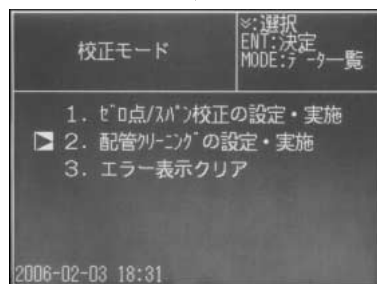 校正モード
≫:選択
ENT:決定
MODE:ﾃﾞｰﾀ一覧
1. ｾﾞﾛ点/ｽﾊﾟﾝ校正の設定・実施
2. 配管ｸﾘｰﾆﾝｸﾞの設定・実施
3. エラー表示クリア
2006-02-03 18:31